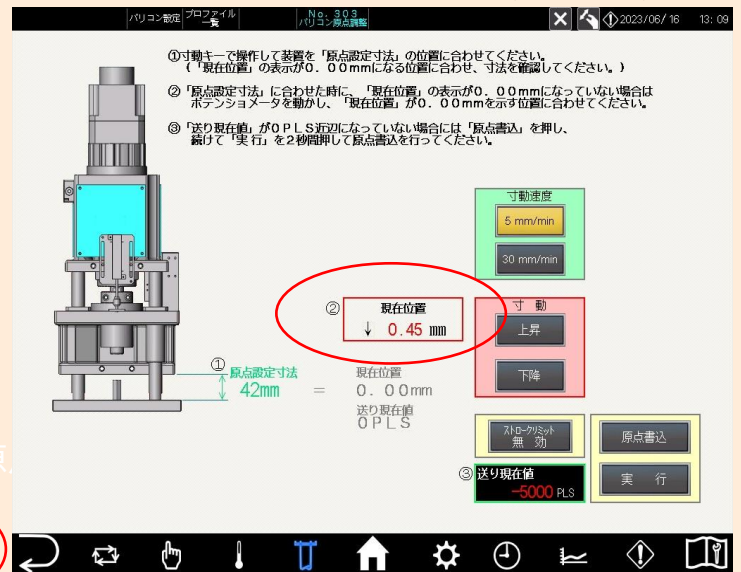 パリコン設定
プロファイル
一覧
No. 303
パリコン原点調整
2023/06/16 13:09
①寸動キーで操作して装置を「原点設定寸法」の位置に合わせてください。
(「現在位置」の表示が0.00mmになる位置に合わせ、寸法を確認してください。)
②「原点設定寸法」に合わせた時に、「現在位置」の表示が0.00mmになっていない場合は
ポテンショメータを動かし、「現在位置」が0.00mmを示す位置に合わせてください。
③「送り現在値」が0PLS近辺になっていない場合には「原点書込」を押し、
続けて「実行」を2秒間押して原点書込を行ってください。
寸動速度
5 mm/min
30 mm/min
②
現在位置
↓ 0.45 mm
寸 動
上昇
下降
①
原点設定寸法
42mm
=
現在位置
0.00mm
送り現在値
0PLS
ストロークリミット
無 効
原点書込
実 行
③
送り現在値
-5000 PLS
原